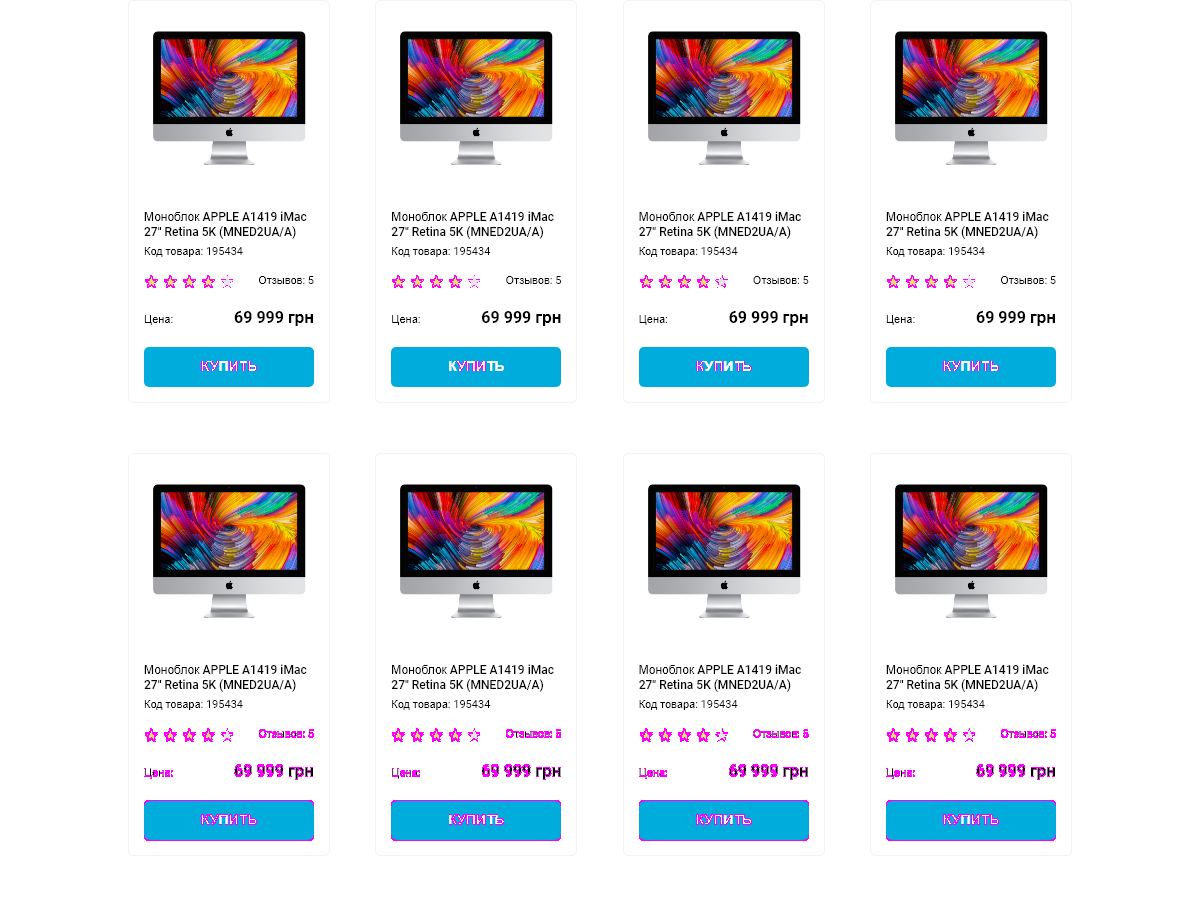 Моноблок APPLE A1419 iMac
27" Retina 5K (MNED2UA/A)
Код товара: 195434
Отзывов: 5
Цена: 69 999 грн
КУПИТЬ
Моноблок APPLE A1419 iMac
27" Retina 5K (MNED2UA/A)
Код товара: 195434
Отзывов: 5
Цена: 69 999 грн
КУПИТЬ
Моноблок APPLE A1419 iMac
27" Retina 5K (MNED2UA/A)
Код товара: 195434
Отзывов: 5
Цена: 69 999 грн
КУПИТЬ
Моноблок APPLE A1419 iMac
27" Retina 5K (MNED2UA/A)
Код товара: 195434
Отзывов: 5
Цена: 69 999 грн
КУПИТЬ
Моноблок APPLE A1419 iMac
27" Retina 5K (MNED2UA/A)
Код товара: 195434
Отзывов: 5
Цена: 69 999 грн
КУПИТЬ
Моноблок APPLE A1419 iMac
27" Retina 5K (MNED2UA/A)
Код товара: 195434
Отзывов: 5
Цена: 69 999 грн
КУПИТЬ
Моноблок APPLE A1419 iMac
27" Retina 5K (MNED2UA/A)
Код товара: 195434
Отзывов: 5
Цена: 69 999 грн
КУПИТЬ
Моноблок APPLE A1419 iMac
27" Retina 5K (MNED2UA/A)
Код товара: 195434
Отзывов: 5
Цена: 69 999 грн
КУПИТЬ